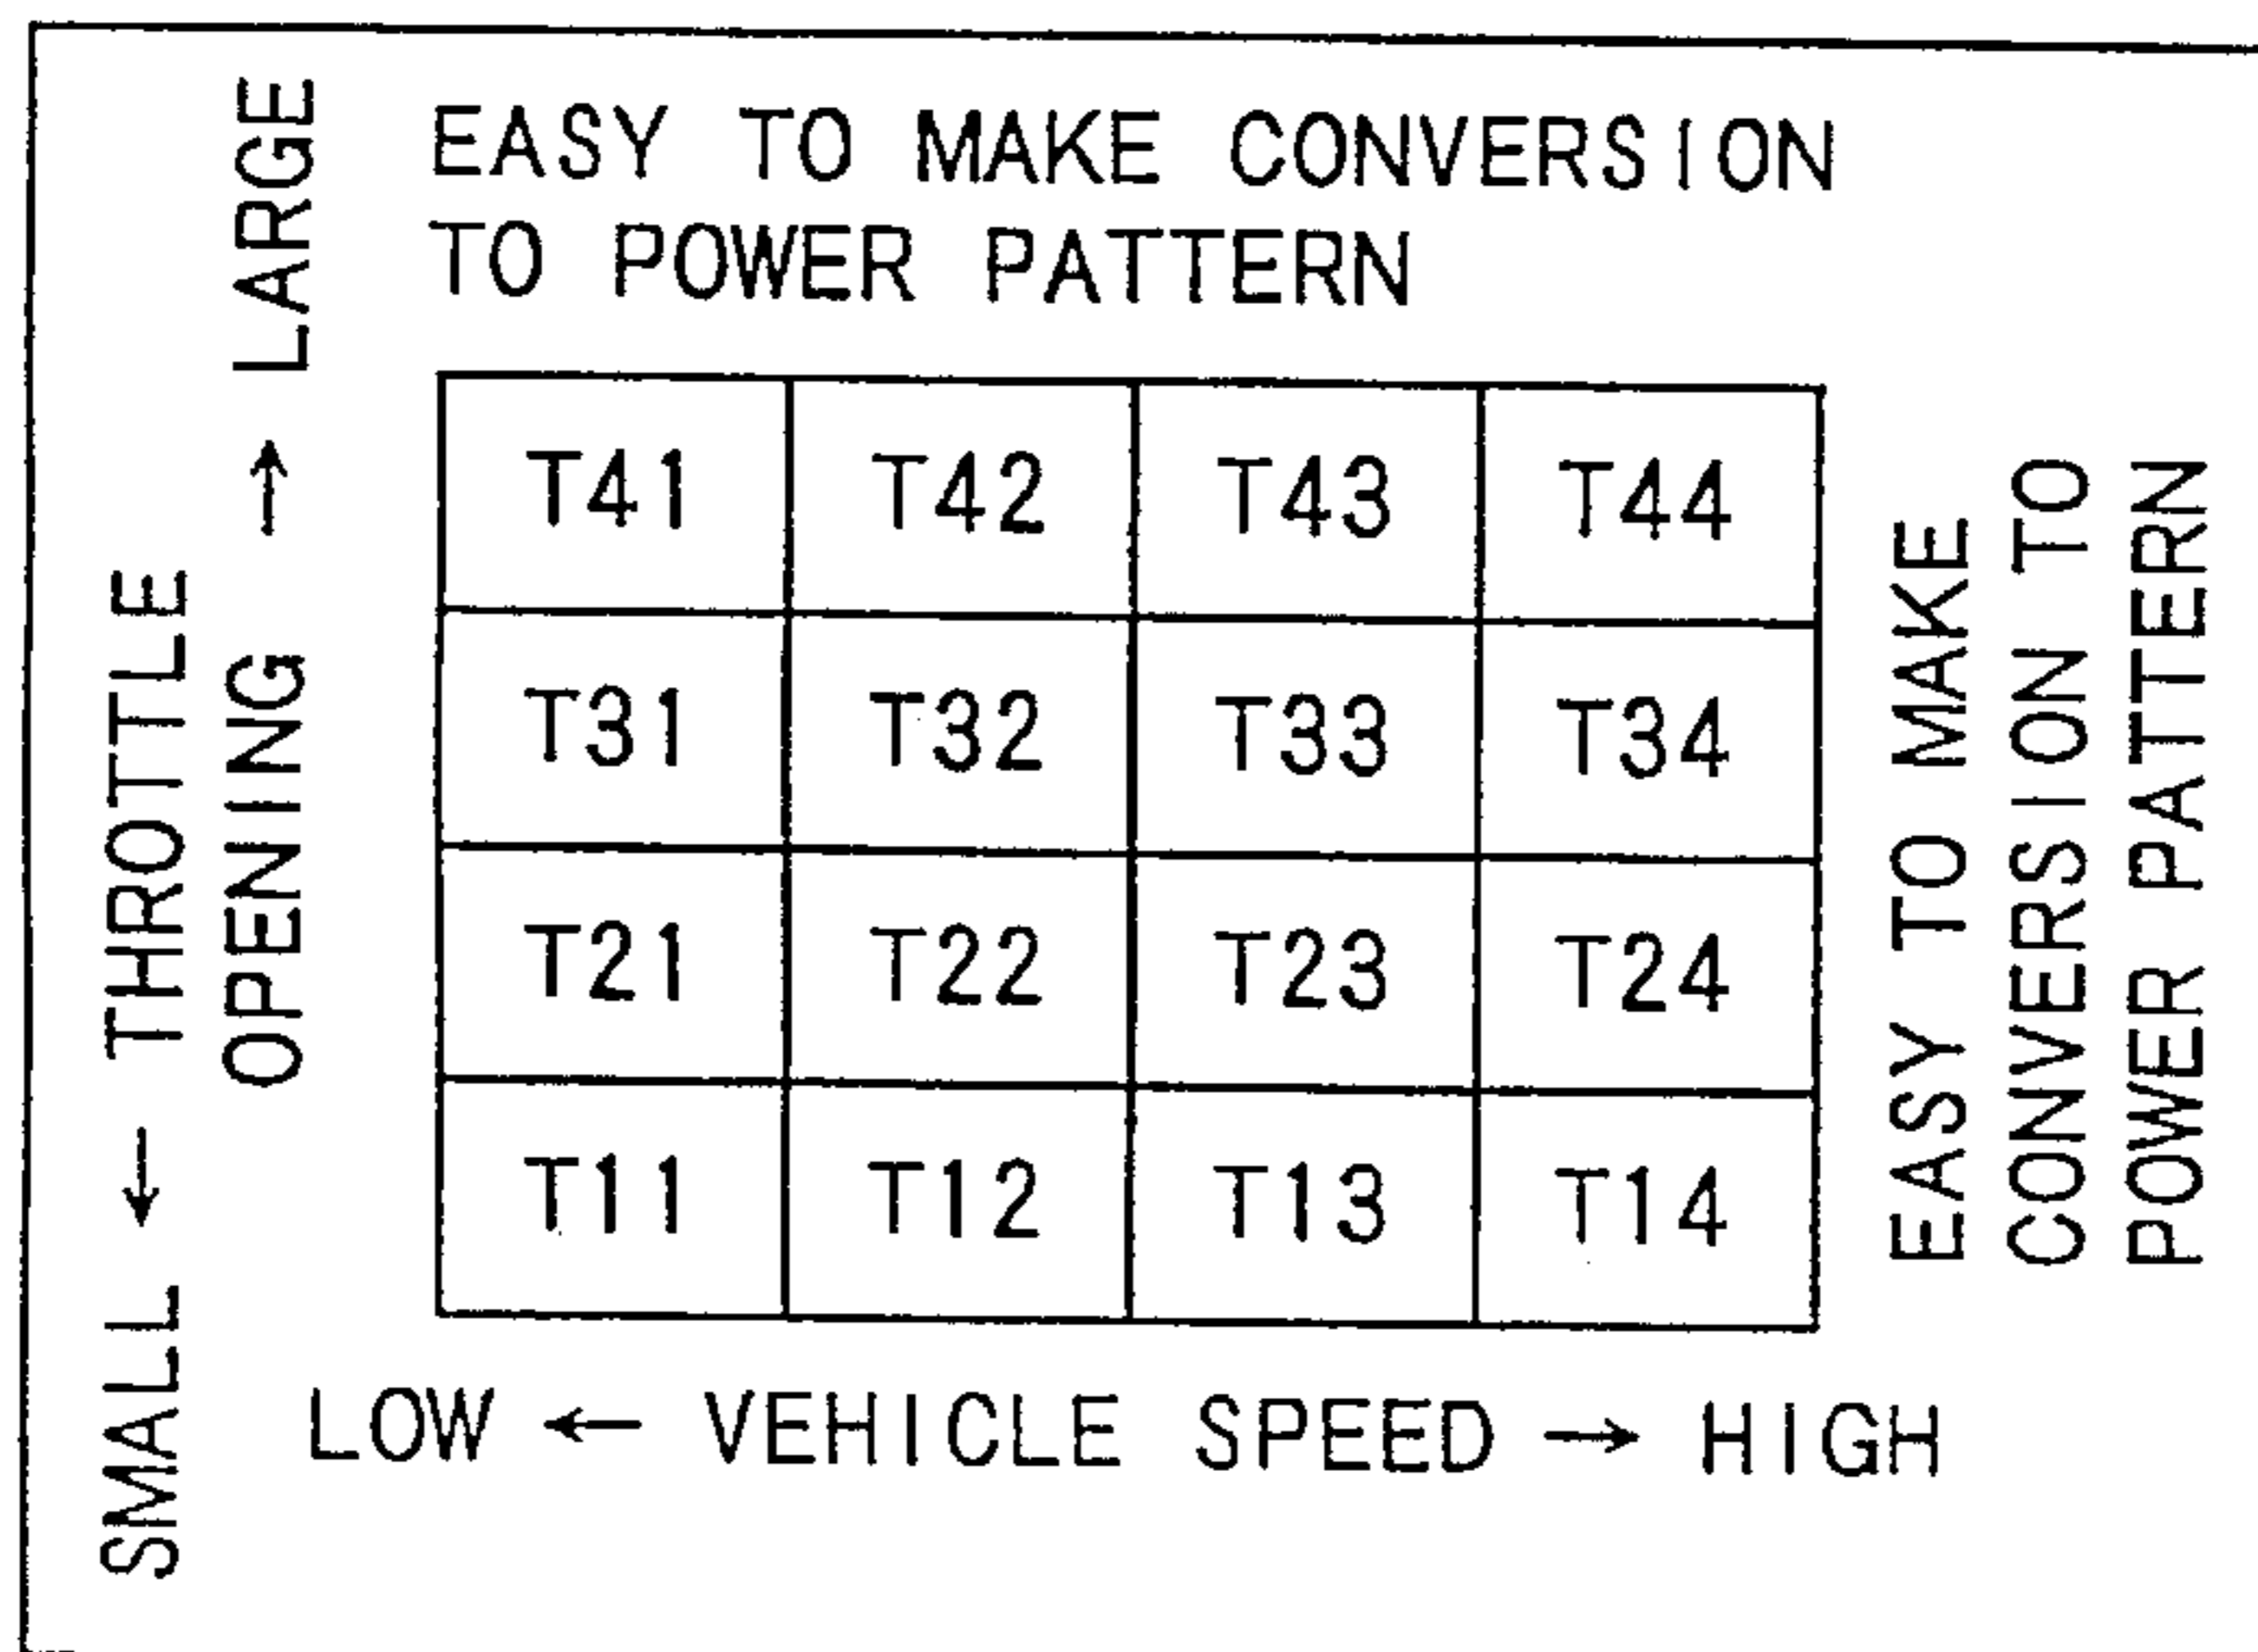 EASY TO MAKE CONVERSION
TO POWER PATTERN
SMALL ← THROTTLE
OPENING → LARGE
T41 T42 T43 T44
T31 T32 T33 T34
T21 T22 T23 T24
T11 T12 T13 T14
EASY TO MAKE
CONVERSION TO
POWER PATTERN
LOW ← VEHICLE SPEED → HIGH